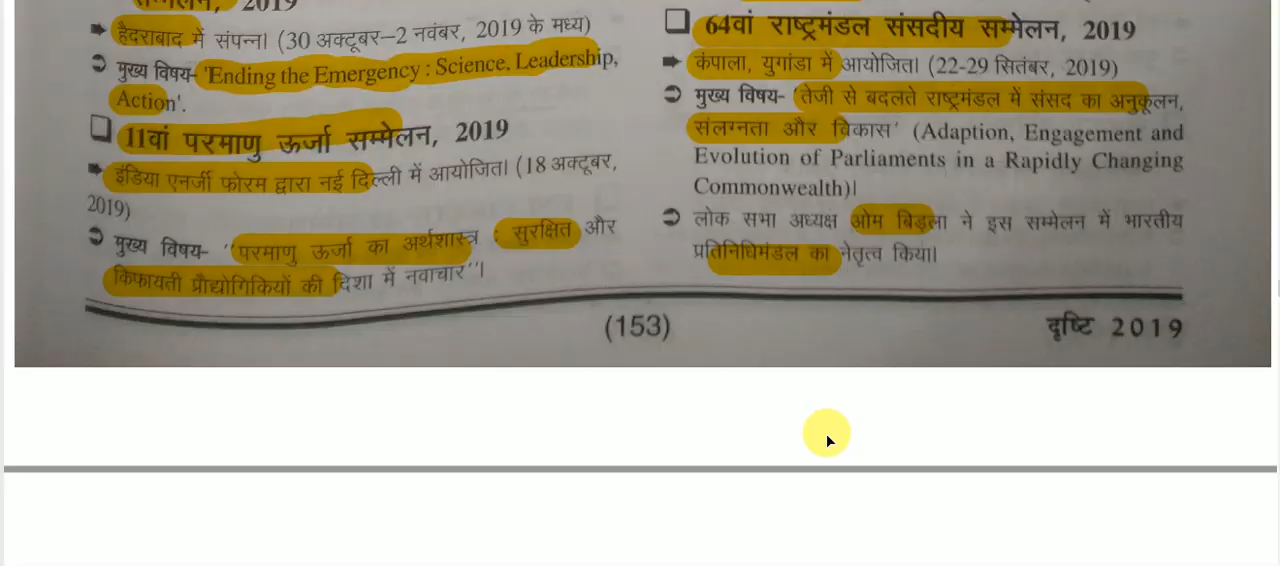 सम्मेलन, 2019
हैदराबाद में संपन्न। (30 अक्टूबर–2 नवंबर, 2019 के मध्य)
मुख्य विषय- 'Ending the Emergency : Science, Leadership,
Action'.
11वां परमाणु ऊर्जा सम्मेलन, 2019
इंडिया एनर्जी फोरम द्वारा नई दिल्ली में आयोजित। (18 अक्टूबर,
2019)
मुख्य विषय- ''परमाणु ऊर्जा का अर्थशास्त्र : सुरक्षित और
किफायती प्रौद्योगिकियों की दिशा में नवाचार''।
64वां राष्ट्रमंडल संसदीय सम्मेलन, 2019
कंपाला, युगांडा में आयोजित। (22-29 सितंबर, 2019)
मुख्य विषय- 'तेजी से बदलते राष्ट्रमंडल में संसद का अनुकूलन,
संलग्नता और विकास' (Adaption, Engagement and
Evolution of Parliaments in a Rapidly Changing
Commonwealth)।
लोक सभा अध्यक्ष ओम बिड़ला ने इस सम्मेलन में भारतीय
प्रतिनिधिमंडल का नेतृत्व किया।
(153)
दृष्टि 2019